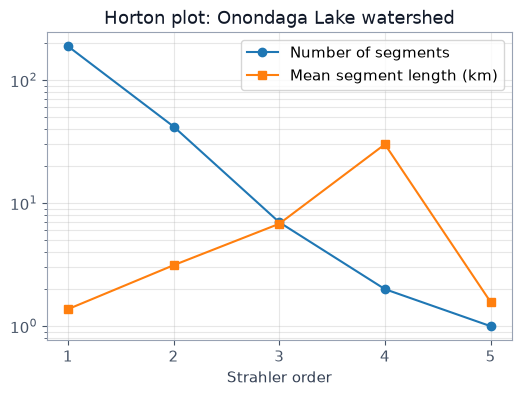 Horton plot: Onondaga Lake watershed
Number of segments
Mean segment length (km)
10²
10¹
10⁰
1 2 3 4 5
Strahler order